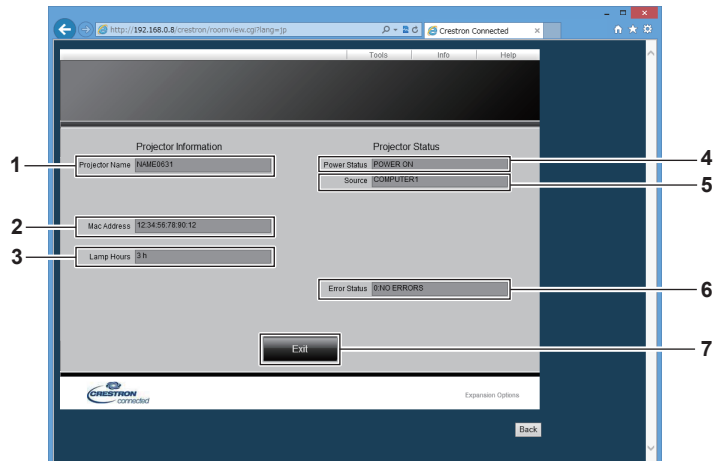 http://192.168.0.8/crestron/roomview.cgi?lang=jp
Crestron Connected
Tools Info Help
Projector Information
Projector Status
1 Projector Name NAME0631
Power Status POWER ON 4
Source COMPUTER1 5
2 Mac Address 12:34:56:78:90:12
3 Lamp Hours 3 h
Error Status 0:NO ERRORS 6
Exit 7
CRESTRON
connected
Expansion Options
Back